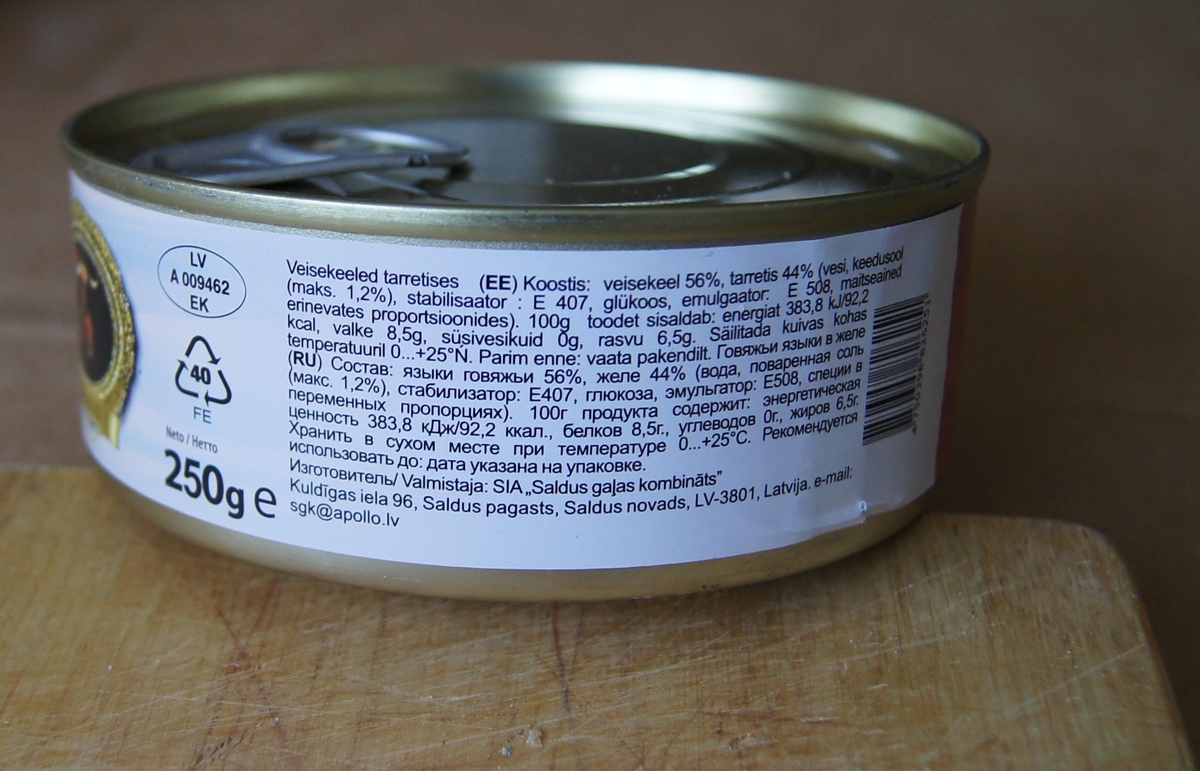 LV
A 009462
EK
40
FE
Neto / Нетто
250g e
Veisekeeled tarretises (EE) Koostis: veisekeel 56%, tarretis 44% (vesi, keedusool
(maks. 1,2%), stabilisaator : E 407, glükoos, emulgaator: E 508, maitseained
erinevates proportsioonides). 100g toodet sisaldab: energiat 383,8 kJ/92,2
kcal, valke 8,5g, süsivesikuid 0g, rasvu 6,5g. Säilitada kuivas kohas
temperatuuril 0...+25°N. Parim enne: vaata pakendilt. Говяжьи языки в желе
(RU) Состав: языки говяжьи 56%, желе 44% (вода, поваренная соль
(макс. 1,2%), стабилизатор: E407, глюкоза, эмульгатор: E508, специи в
переменных пропорциях). 100г продукта содержит: энергетическая
ценность 383,8 кДж/92,2 ккал., белков 8,5г., углеводов 0г., жиров 6,5г.
Хранить в сухом месте при температуре 0...+25°C. Рекомендуется
использовать до: дата указана на упаковке.
Изготовитель/ Valmistaja: SIA „Saldus gaļas kombināts”
Kuldīgas iela 96, Saldus pagasts, Saldus novads, LV-3801, Latvija. e-mail:
sgk@apollo.lv